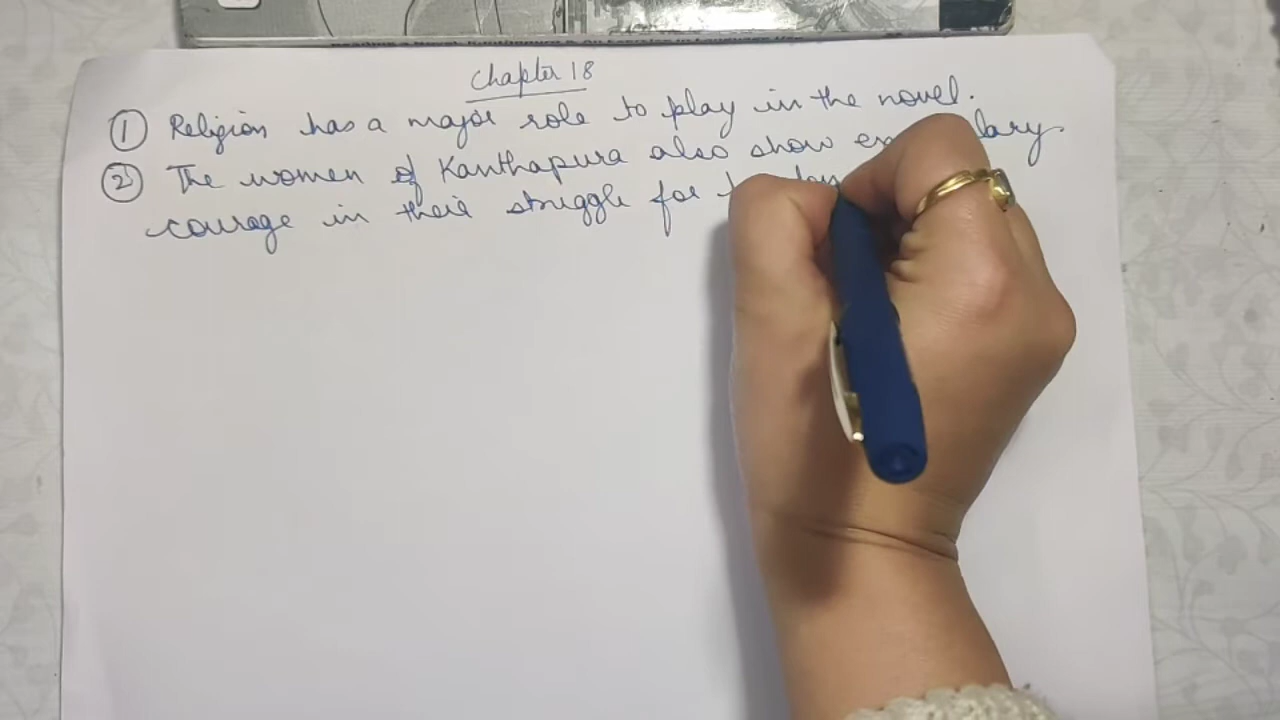 Chapter 18
① Religion has a major role to play in the novel.
② The women of Kanthapura also show
courage in their struggle for